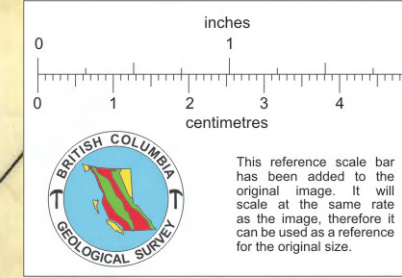 inches
0 1
0 1 2 3 4
centimetres
BRITISH COLUMBIA
GEOLOGICAL SURVEY
This reference scale bar
has been added to the
original image. It will
scale at the same rate
as the image, therefore it
can be used as a reference
for the original size.